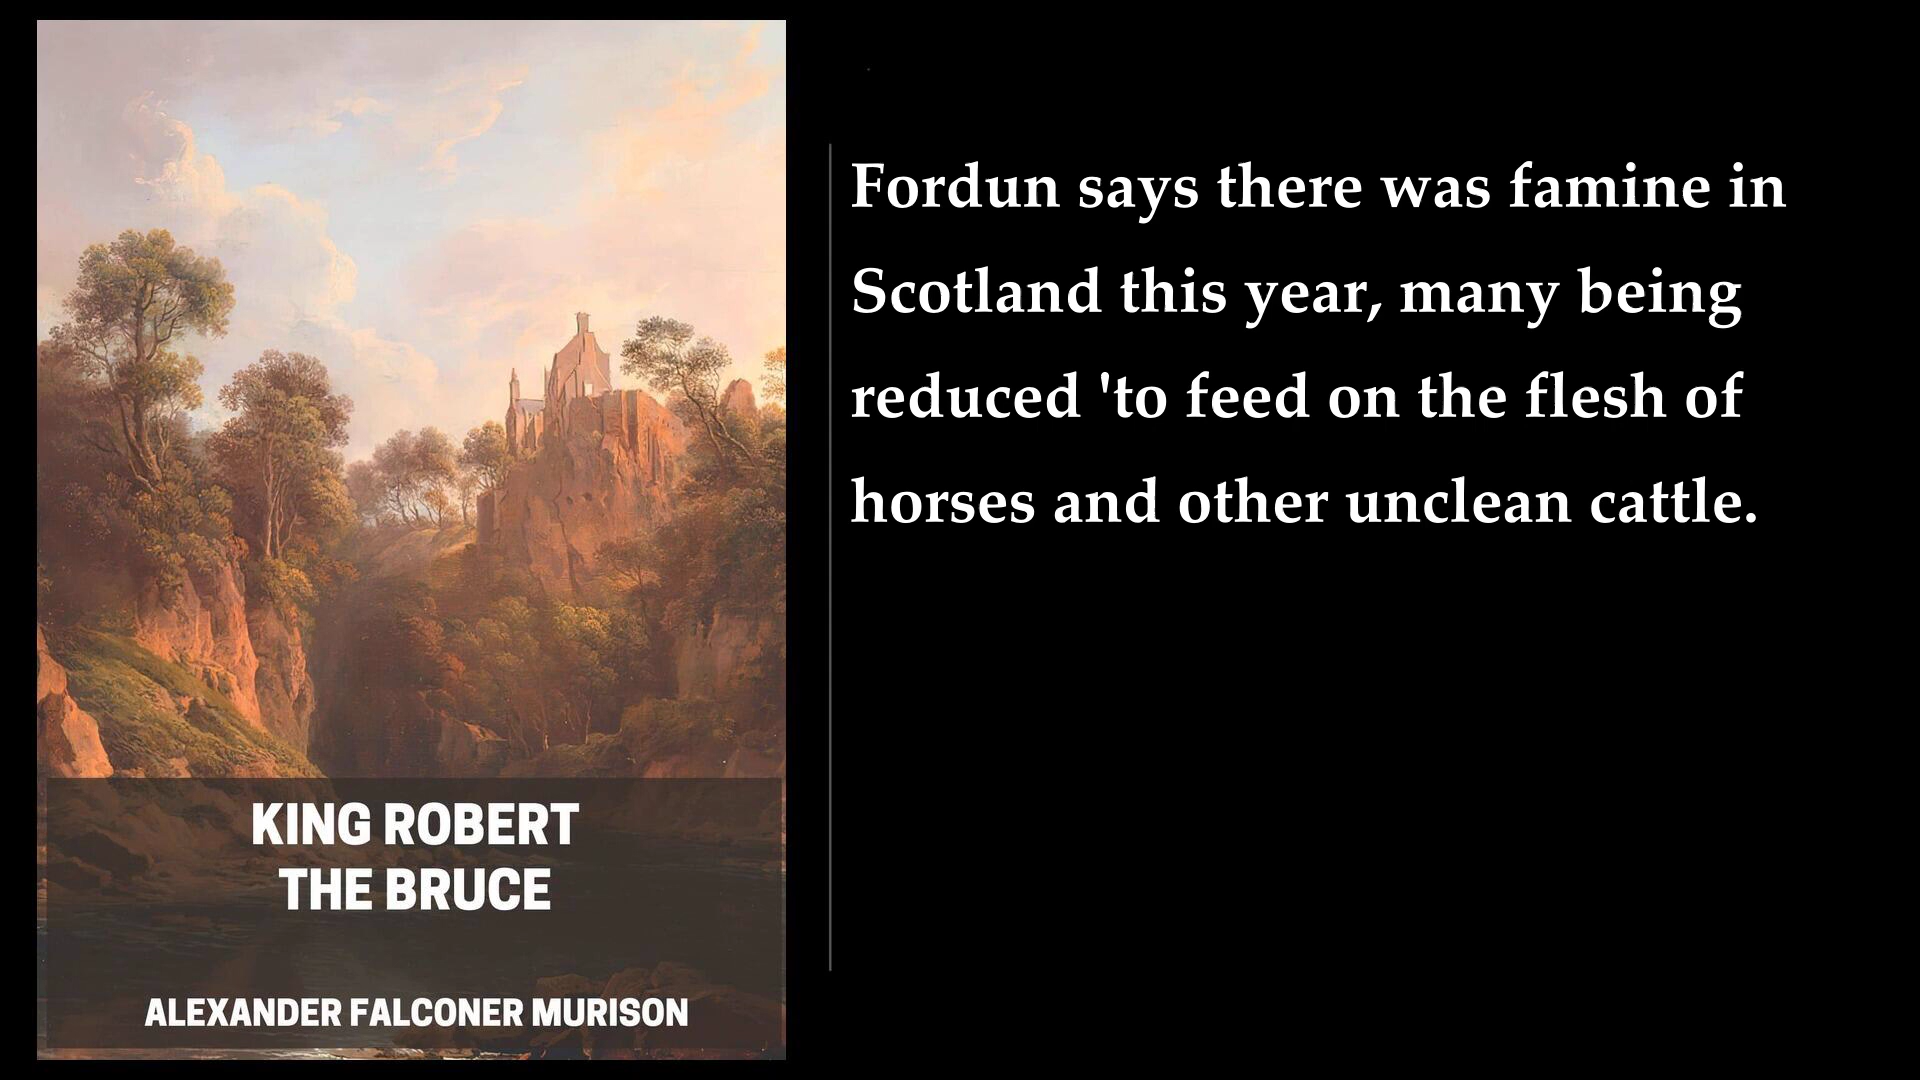 KING ROBERT
THE BRUCE
ALEXANDER FALCONER MURISON
Fordun says there was famine in
Scotland this year, many being
reduced 'to feed on the flesh of
horses and other unclean cattle.